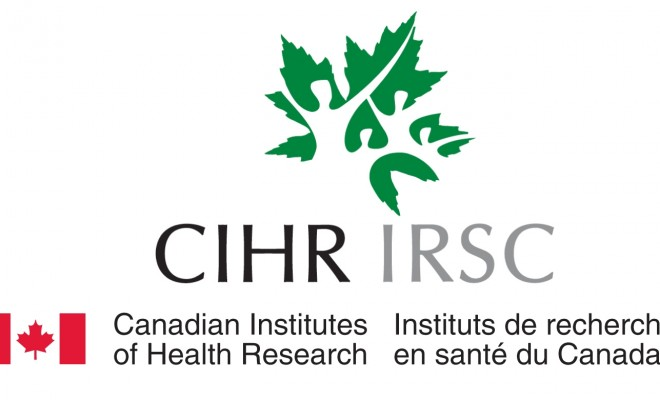 CIHR IRSC
Canadian Institutes Instituts de recherch
of Health Research en santé du Canada